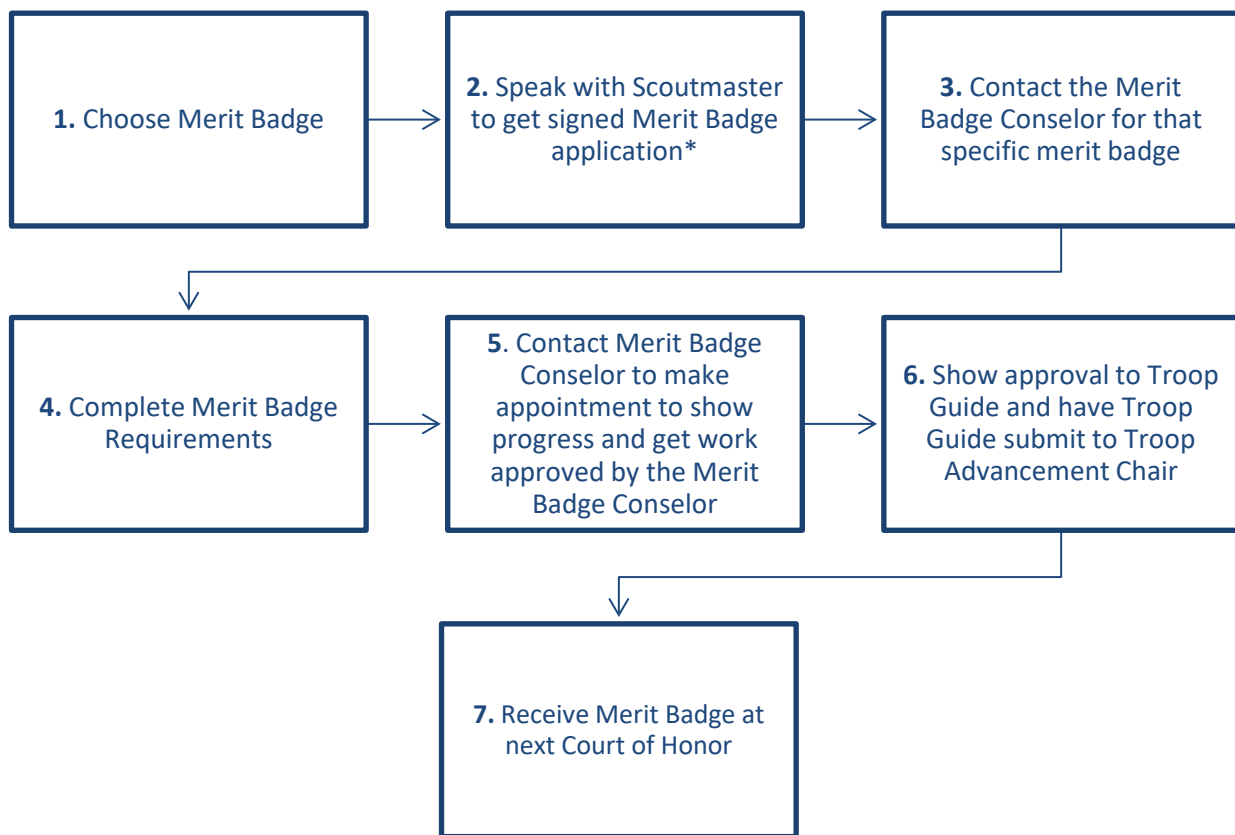 1. Choose Merit Badge
2. Speak with Scoutmaster
to get signed Merit Badge
application*
3. Contact the Merit
Badge Conselor for that
specific merit badge
4. Complete Merit Badge
Requirements
5. Contact Merit Badge
Conselor to make
appointment to show
progress and get work
approved by the Merit
Badge Conselor
6. Show approval to Troop
Guide and have Troop
Guide submit to Troop
Advancement Chair
7. Receive Merit Badge at
next Court of Honor